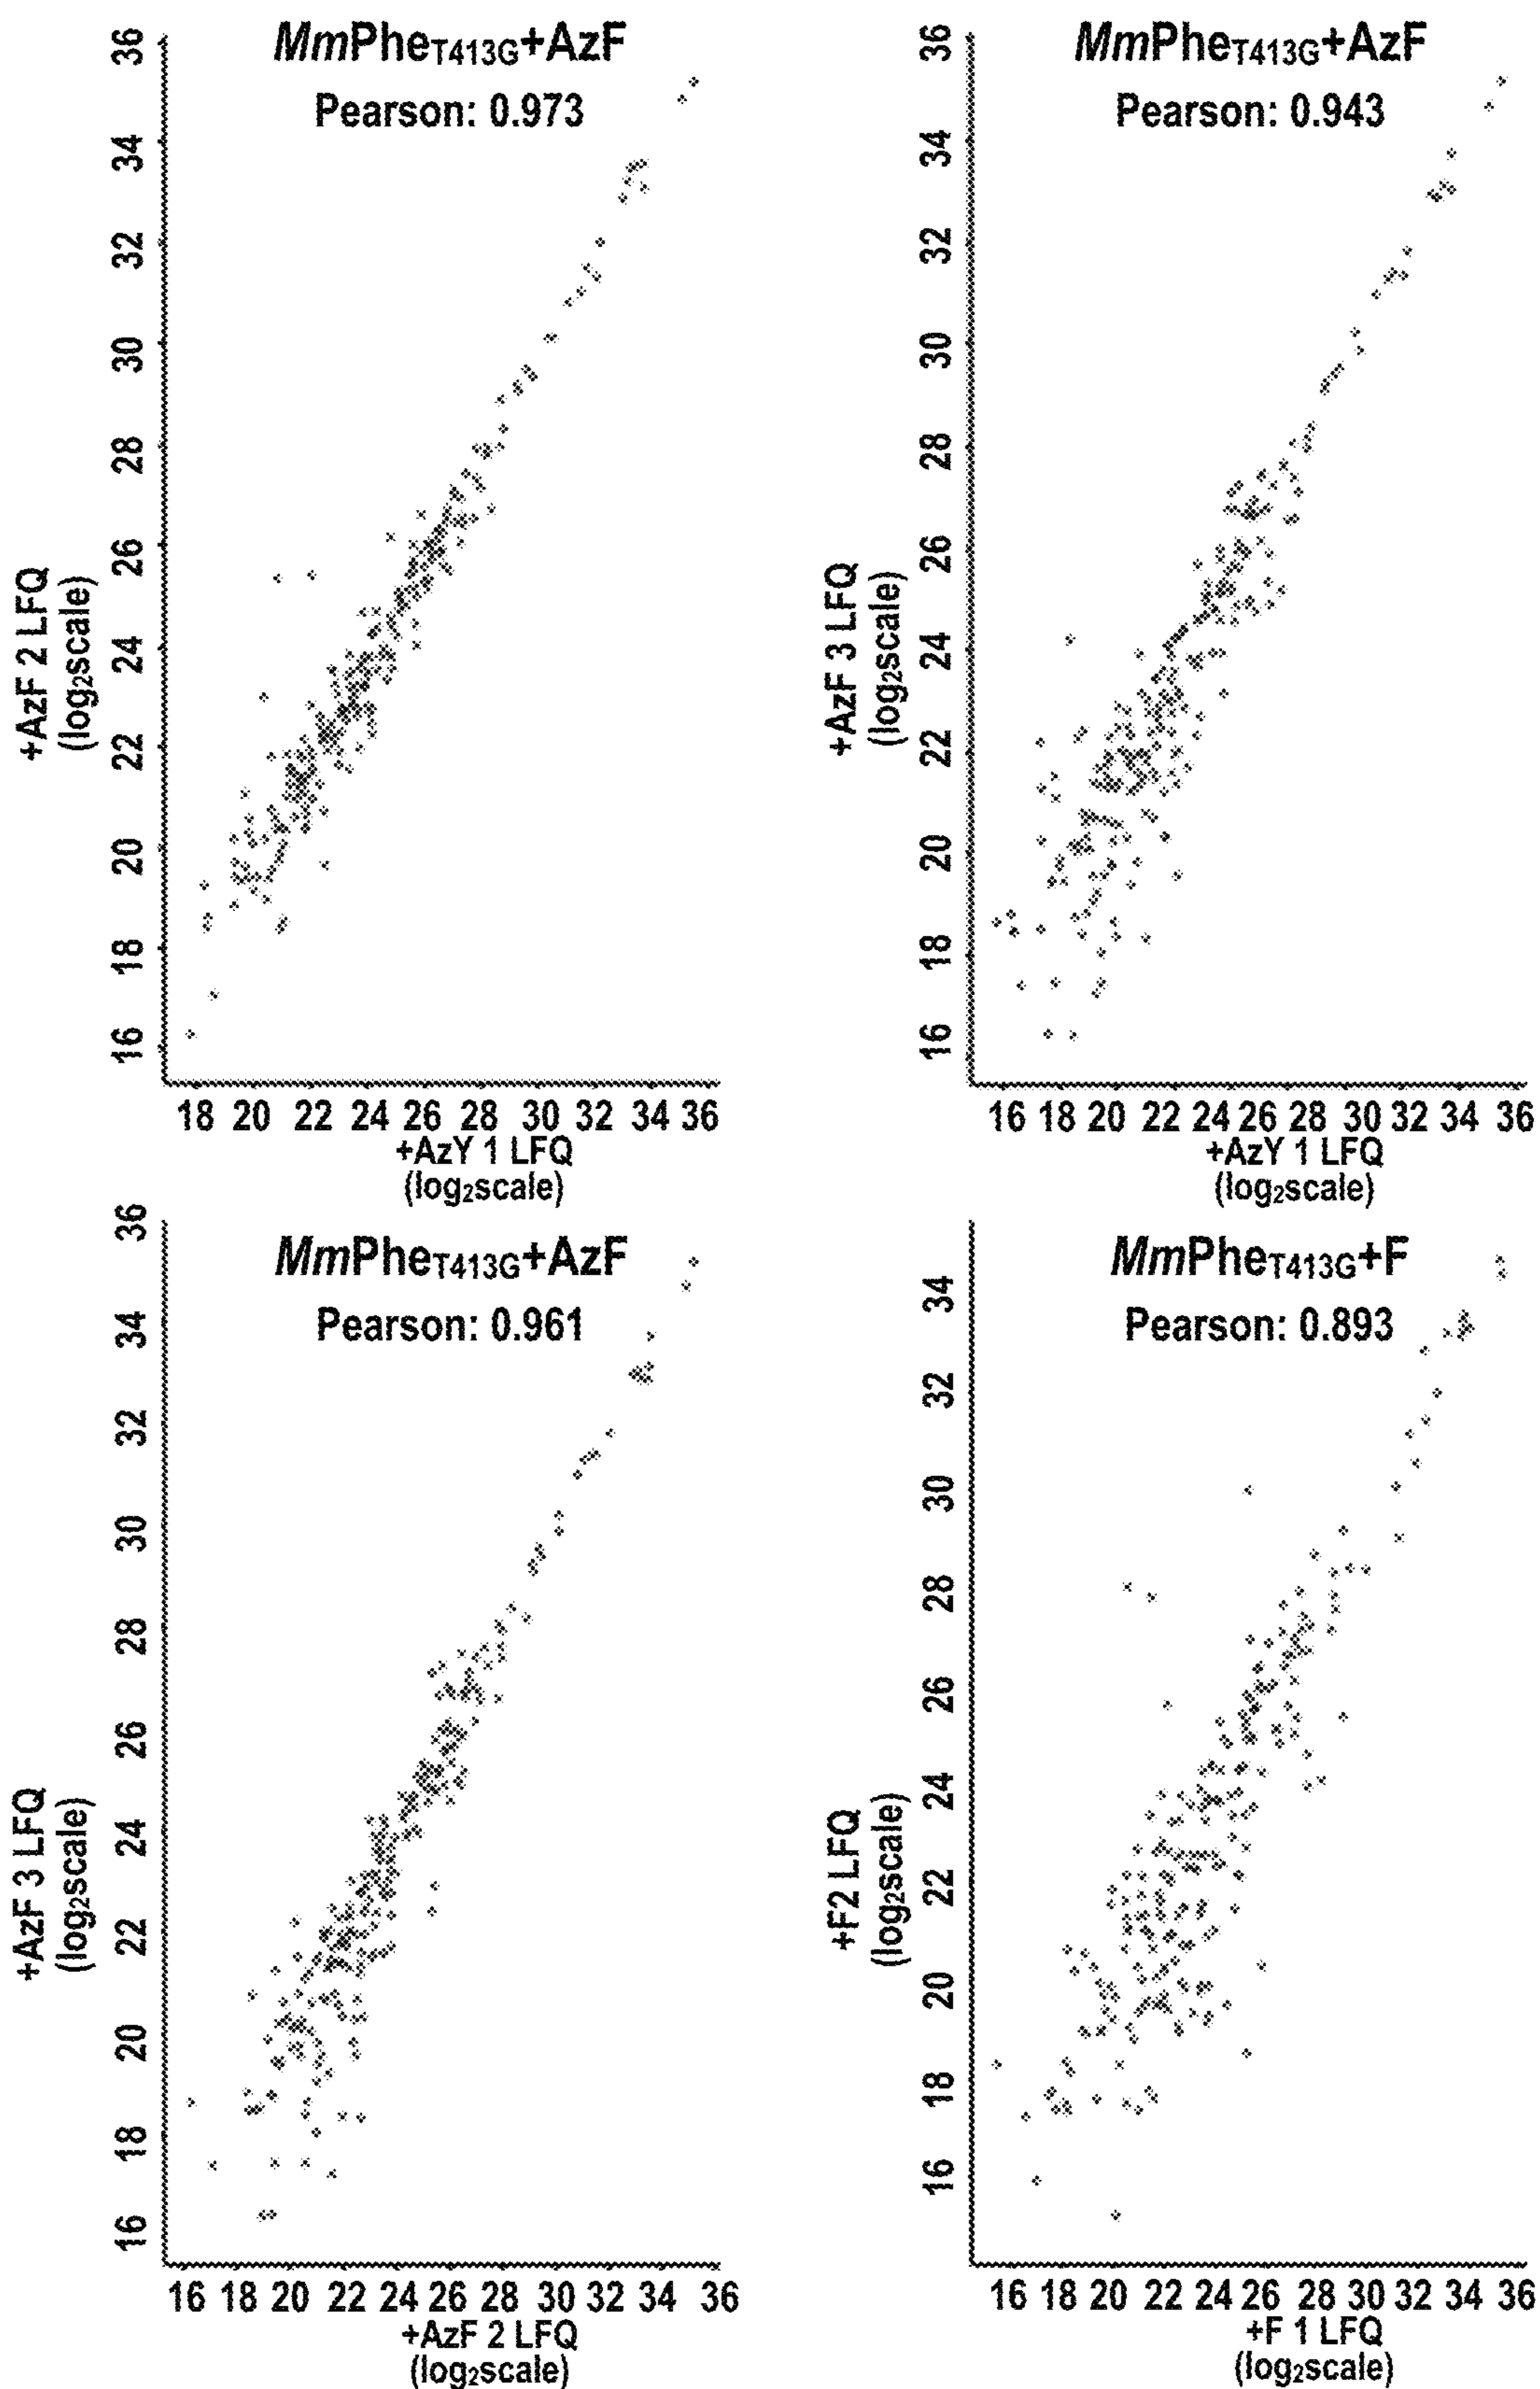 MmPheT413G+AzF
Pearson: 0.973
+AzF 2 LFQ
(log2scale)
36
34
32
30
28
26
24
22
20
18
16
18 20 22 24 26 28 30 32 34 36
+AzY 1 LFQ
(log2scale)
MmPheT413G+AzF
Pearson: 0.943
+AzF 3 LFQ
(log2scale)
36
34
32
30
28
26
24
22
20
18
16
16 18 20 22 24 26 28 30 32 34 36
+AzY 1 LFQ
(log2scale)
MmPheT413G+AzF
Pearson: 0.961
+AzF 3 LFQ
(log2scale)
36
34
32
30
28
26
24
22
20
18
16
16 18 20 22 24 26 28 30 32 34 36
+AzF 2 LFQ
(log2scale)
MmPheT413G+F
Pearson: 0.893
+F2 LFQ
(log2scale)
34
32
30
28
26
24
22
20
18
16
16 18 20 22 24 26 28 30 32 34 36
+F 1 LFQ
(log2scale)